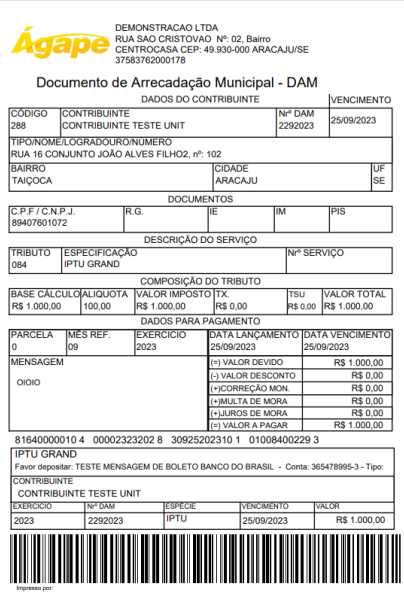 Ágape
DEMONSTRACAO LTDA
RUA SAO CRISTOVAO Nº: 02, Bairro
CENTROCASA CEP: 49.930-000 ARACAJU/SE
37583762000178
Documento de Arrecadação Municipal - DAM
DADOS DO CONTRIBUINTE VENCIMENTO
CÓDIGO CONTRIBUINTE Nrº DAM
288 CONTRIBUINTE TESTE UNIT 2292023 25/09/2023
TIPO/NOME/LOGRADOURO/NÚMERO
RUA 16 CONJUNTO JOÃO ALVES FILHO2, nº: 102
BAIRRO CIDADE UF
TAIÇOCA ARACAJU SE
DOCUMENTOS
C.P.F / C.N.P.J. R.G. IE IM PIS
89407601072
DESCRIÇÃO DO SERVIÇO
TRIBUTO ESPECIFICAÇÃO Nrº SERVIÇO
084 IPTU GRAND
COMPOSIÇÃO DO TRIBUTO
BASE CÁLCULO ALIQUOTA VALOR IMPOSTO TX. TSU VALOR TOTAL
R$ 1.000,00 100,00 R$ 1.000,00 R$ 0,00 R$ 0,00 R$ 1.000,00
DADOS PARA PAGAMENTO
PARCELA MÊS REF. EXERCÍCIO DATA LANÇAMENTO DATA VENCIMENTO
0 09 2023 25/09/2023 25/09/2023
MENSAGEM (=) VALOR DEVIDO R$ 1.000,00
OIOIO (-) VALOR DESCONTO R$ 0,00
(+)CORREÇÃO MON. R$ 0,00
(+)MULTA DE MORA R$ 0,00
(+)JUROS DE MORA R$ 0,00
(=) VALOR A PAGAR R$ 1.000,00
81640000010 4 00002323202 8 30925202310 1 01008400229 3
IPTU GRAND
Favor depositar: TESTE MENSAGEM DE BOLETO BANCO DO BRASIL - Conta: 365478995-3 - Tipo:
CONTRIBUINTE
CONTRIBUINTE TESTE UNIT
EXERCICIO Nrº DAM ESPÉCIE VENCIMENTO VALOR
2023 2292023 IPTU 25/09/2023 R$ 1.000,00
Impresso por: